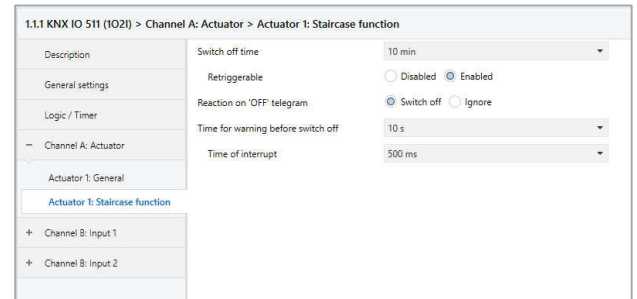 1.1.1 KNX IO 511 (1O2I) > Channel A: Actuator > Actuator 1: Staircase function
Description
General settings
Logic / Timer
− Channel A: Actuator
Actuator 1: General
Actuator 1: Staircase function
+ Channel B: Input 1
+ Channel B: Input 2
Switch off time 10 min
Retriggerable Disabled Enabled
Reaction on 'OFF' telegram Switch off Ignore
Time for warning before switch off 10 s
Time of interrupt 500 ms